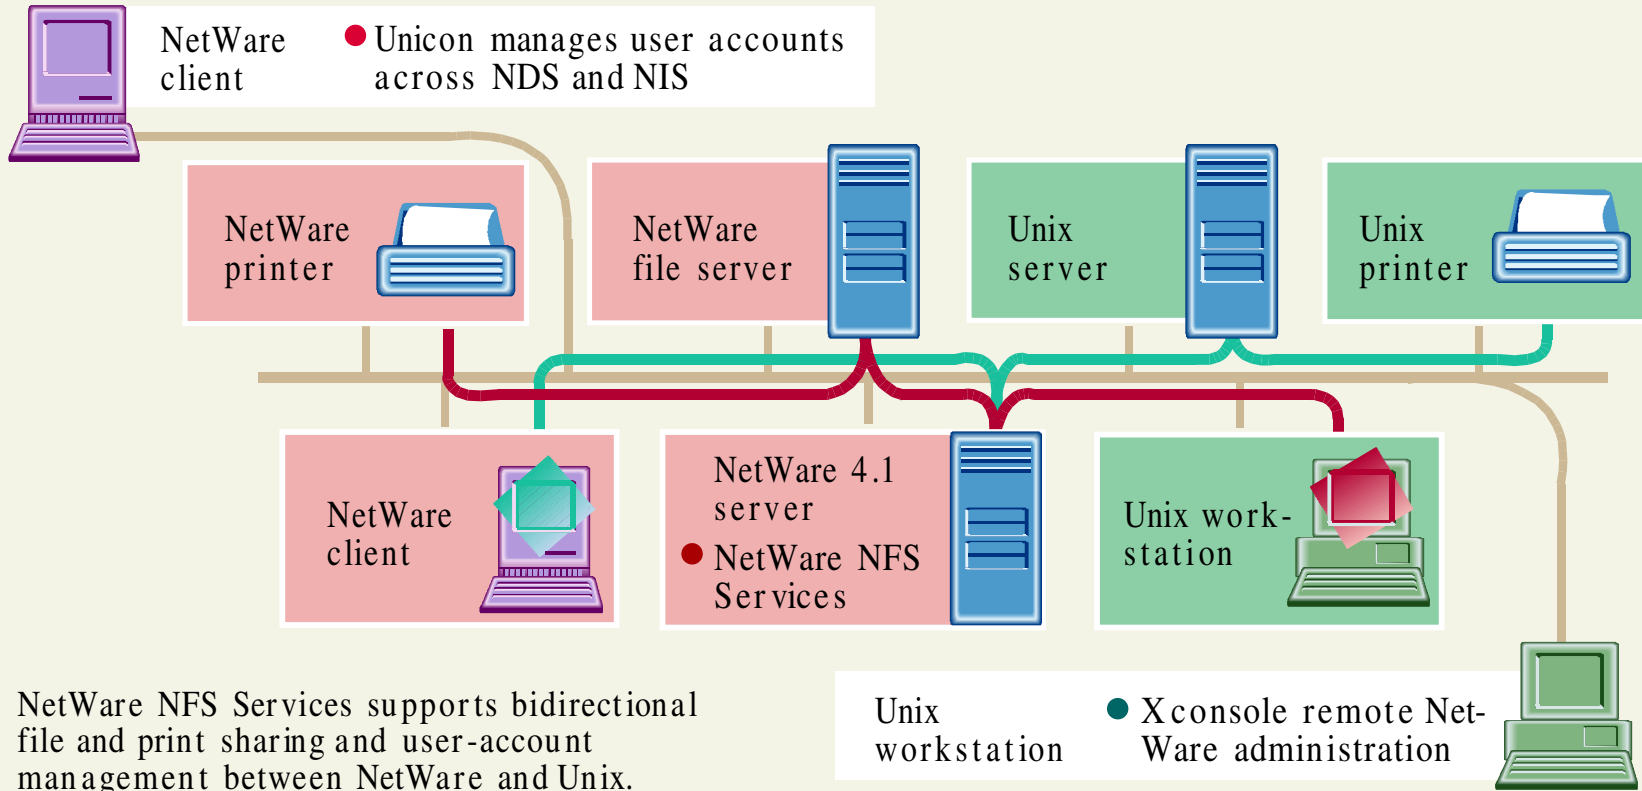 NetWare
client
Unicon manages user accounts
across NDS and NIS
NetWare
printer
NetWare
file server
Unix
server
Unix
printer
NetWare
client
NetWare 4.1
server
NetWare NFS
Services
Unix work-
station
NetWare NFS Services supports bidirectional
file and print sharing and user-account
management between NetWare and Unix.
Unix
workstation
Xconsole remote Net-
Ware administration